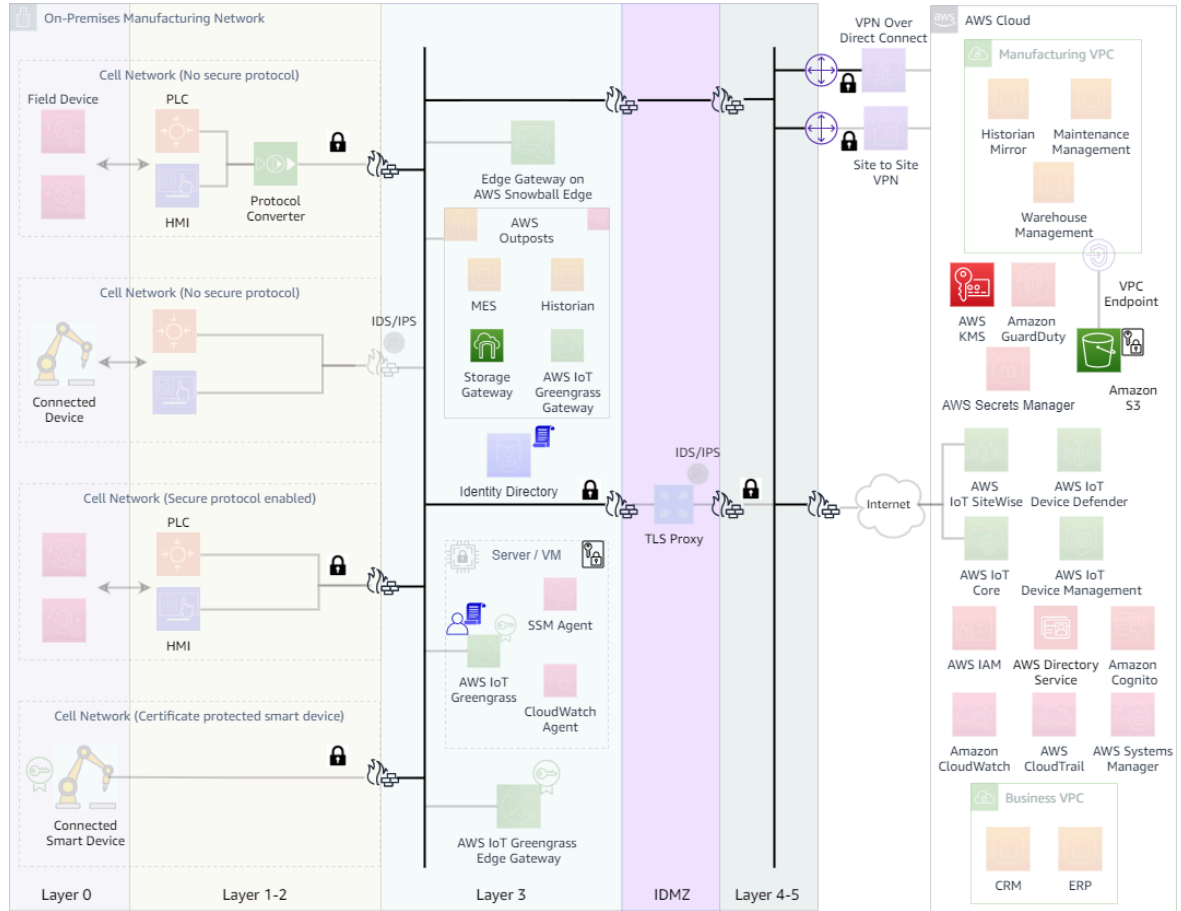 On-Premises Manufacturing Network
Cell Network (No secure protocol)
Field Device
PLC
HMI
Protocol
Converter
Cell Network (No secure protocol)
IDS/IPS
Connected
Device
Cell Network (Secure protocol enabled)
PLC
HMI
Cell Network (Certificate protected smart device)
Connected
Smart Device
Edge Gateway on
AWS Snowball Edge
AWS
Outposts
MES
Historian
Storage
Gateway
AWS IoT
Greengrass
Gateway
Identity Directory
IDS/IPS
TLS Proxy
Server / VM
SSM Agent
AWS IoT
Greengrass
CloudWatch
Agent
AWS IoT Greengrass
Edge Gateway
Layer 0
Layer 1-2
Layer 3
IDMZ
Layer 4-5
VPN Over
Direct Connect
Site to Site
VPN
Internet
aws
AWS Cloud
Manufacturing VPC
Historian
Mirror
Maintenance
Management
Warehouse
Management
VPC
Endpoint
AWS
KMS
Amazon
GuardDuty
Amazon
S3
AWS Secrets Manager
AWS
IoT SiteWise
AWS IoT
Device Defender
AWS IoT
Core
AWS IoT
Device Management
AWS IAM
AWS Directory
Service
Amazon
Cognito
Amazon
CloudWatch
AWS
CloudTrail
AWS Systems
Manager
Business VPC
CRM
ERP